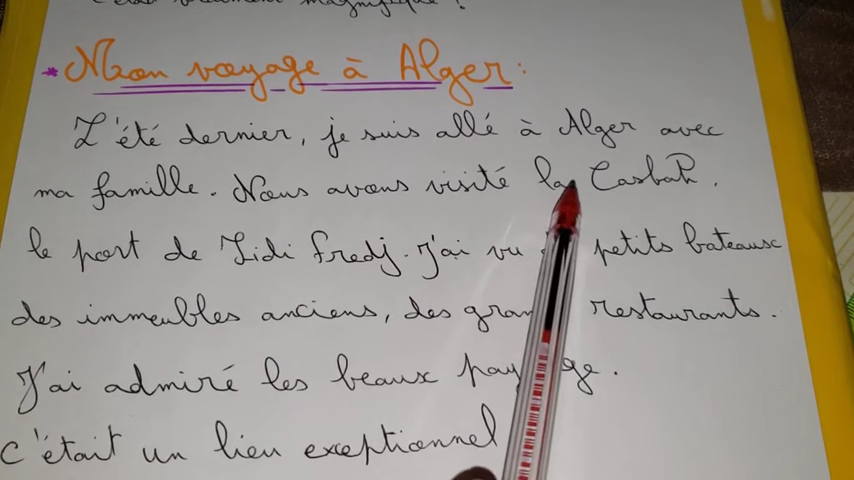 magnifique !
* Mon voyage à Alger :
L'été dernier, je suis allé à Alger avec
ma famille. Nous avons visité la Casbah,
le port de Sidi fredj. J'ai vu petits bateaux
des immeubles anciens, des restaurants.
J'ai admiré les beaux
c'était un lieu exceptionnel